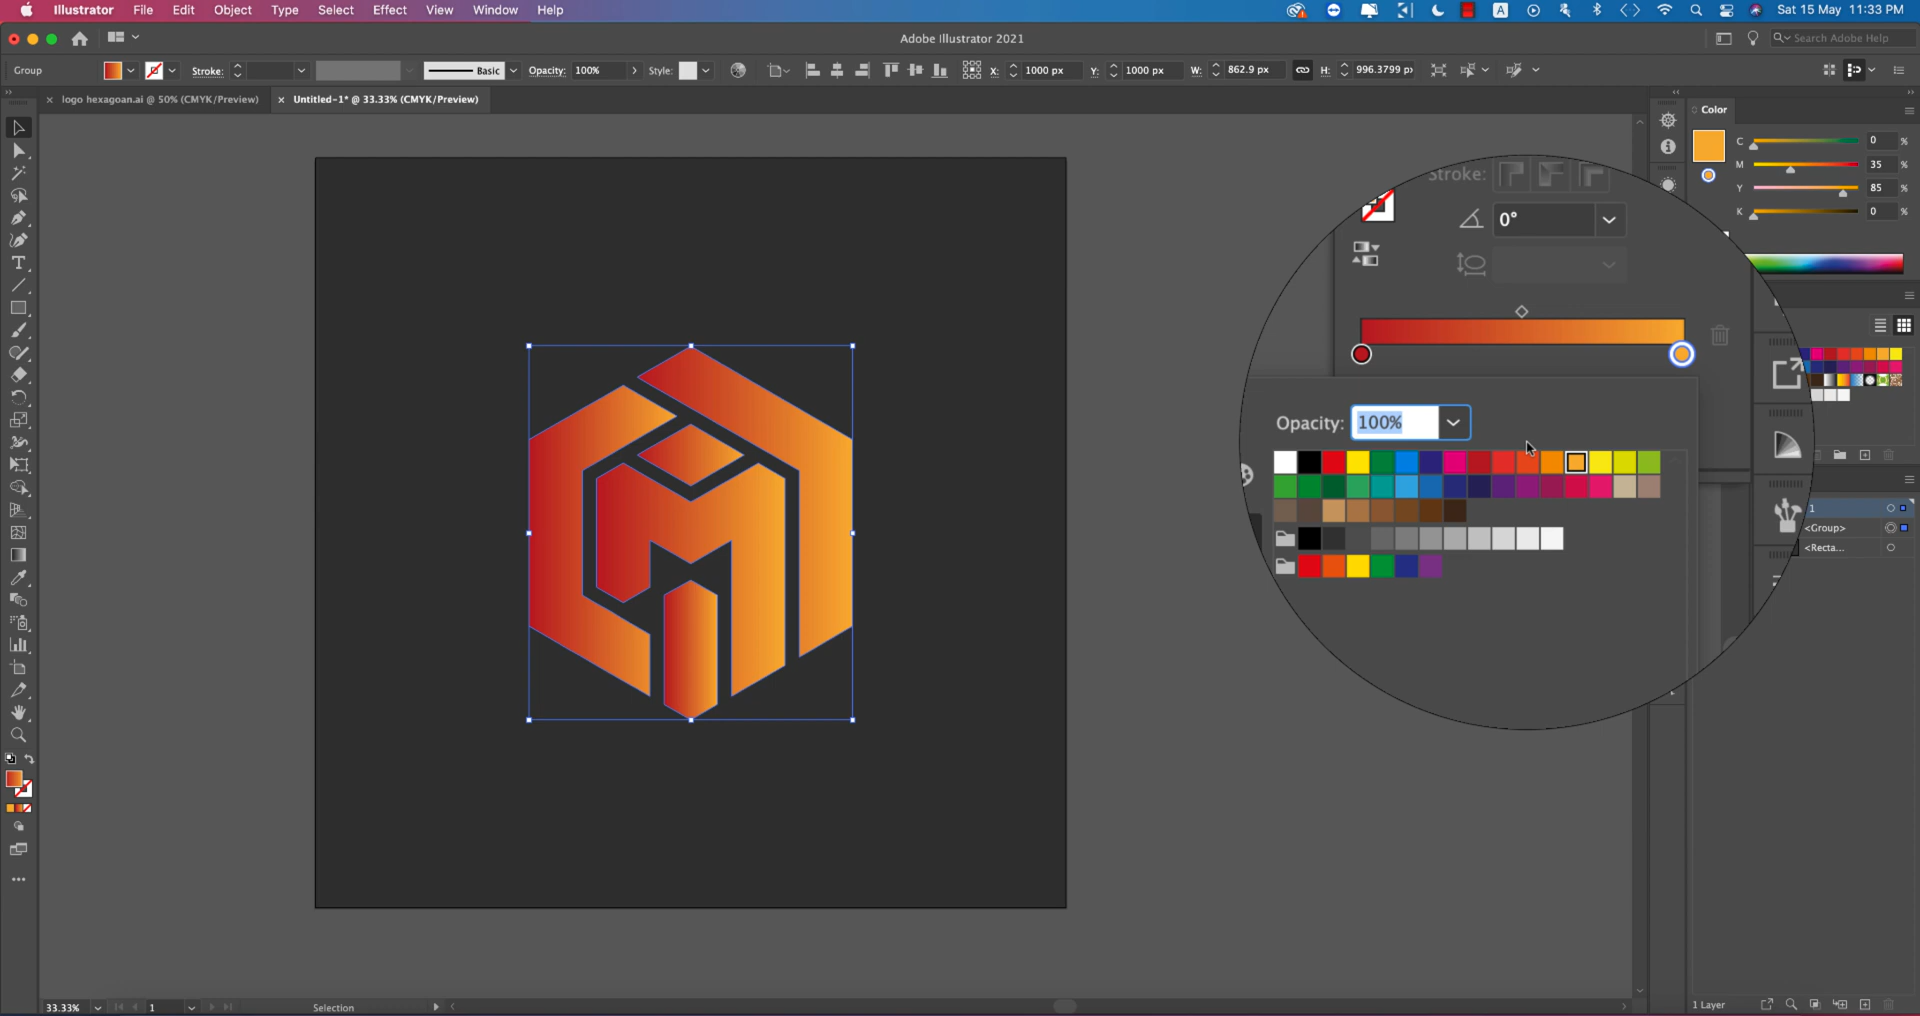 Illustrator File Edit Object Type Select Effect View Window Help
A
Sat 15 May 11:33 PM
Adobe Illustrator 2021
Search Adobe Help
Group
Stroke:
Basic
Opacity: 100%
Style:
X: 1000 px
Y: 1000 px
W: 862.9 px
H: 996.3799 p
× logo hexagoan.ai @ 50% (CMYK/Preview)
× Untitled-1* @ 33.33% (CMYK/Preview)
Color
C 0 %
M 35 %
Y 85 %
K 0 %
Stroke:
0°
Opacity: 100%
1
<Group>
<Recta...
T
33.33%
1
Selection
1 Layer